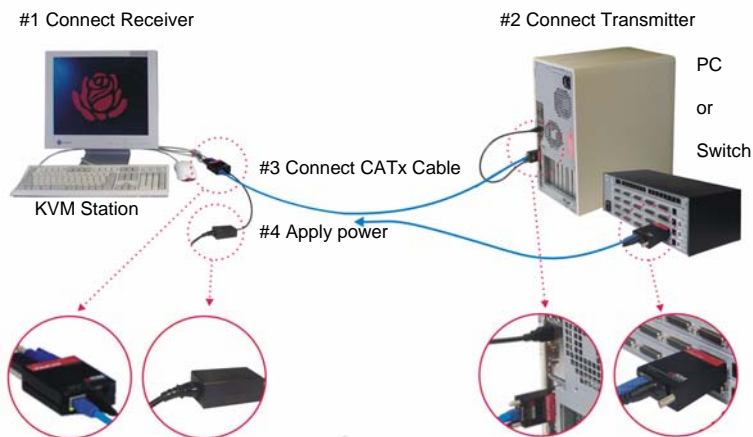 #1 Connect Receiver
#2 Connect Transmitter
PC
or
Switch
#3 Connect CATx Cable
KVM Station
#4 Apply power